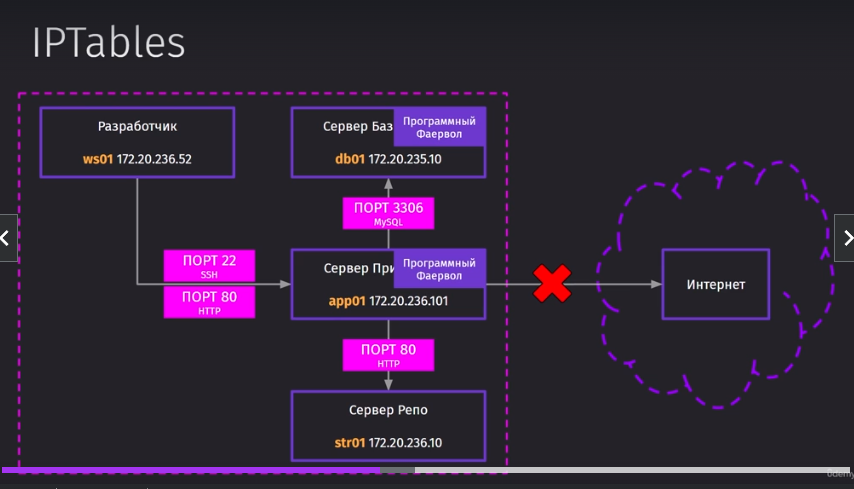 IPTables
Разработчик
ws01 172.20.236.52
Сервер Баз
Программный
Фаервол
db01 172.20.235.10
ПОРТ 3306
MySQL
ПОРТ 22
SSH
ПОРТ 80
HTTP
Сервер При
Программный
Фаервол
app01 172.20.236.101
Интернет
ПОРТ 80
HTTP
Сервер Репо
str01 172.20.236.10